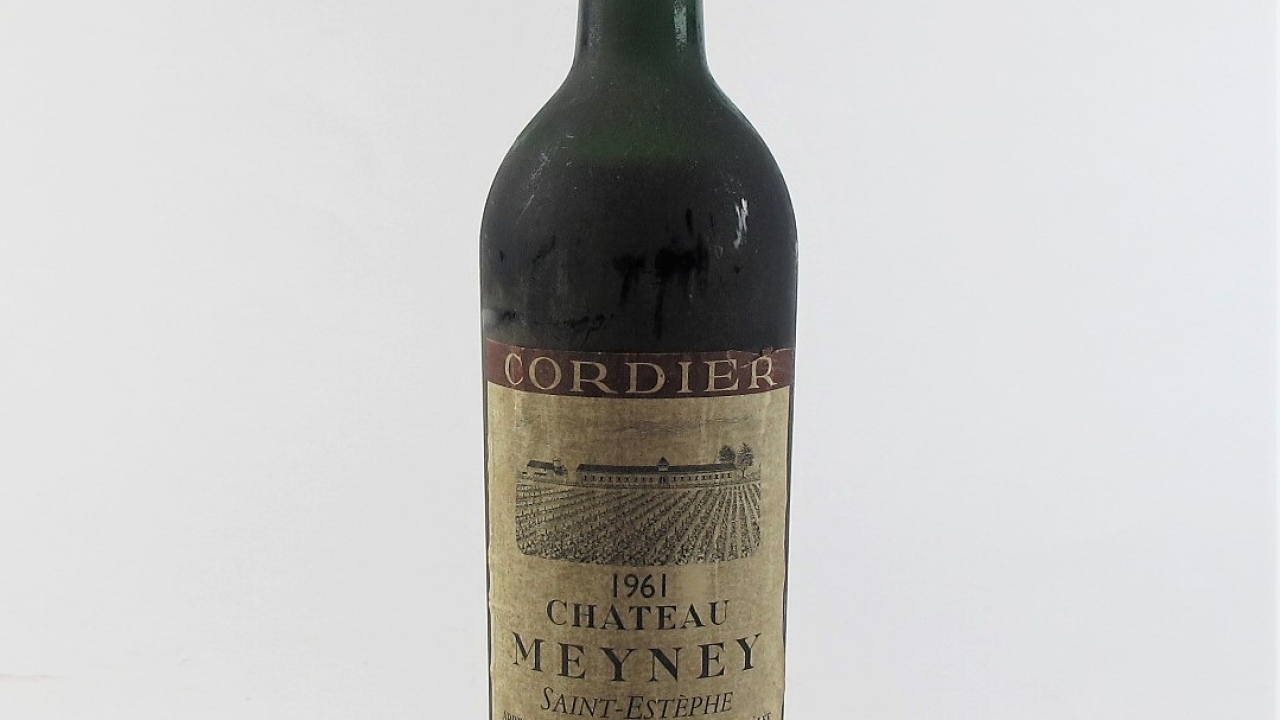 CORDIER
1961
CHATEAU
MEYNEY
SAINT-ESTÈPHE